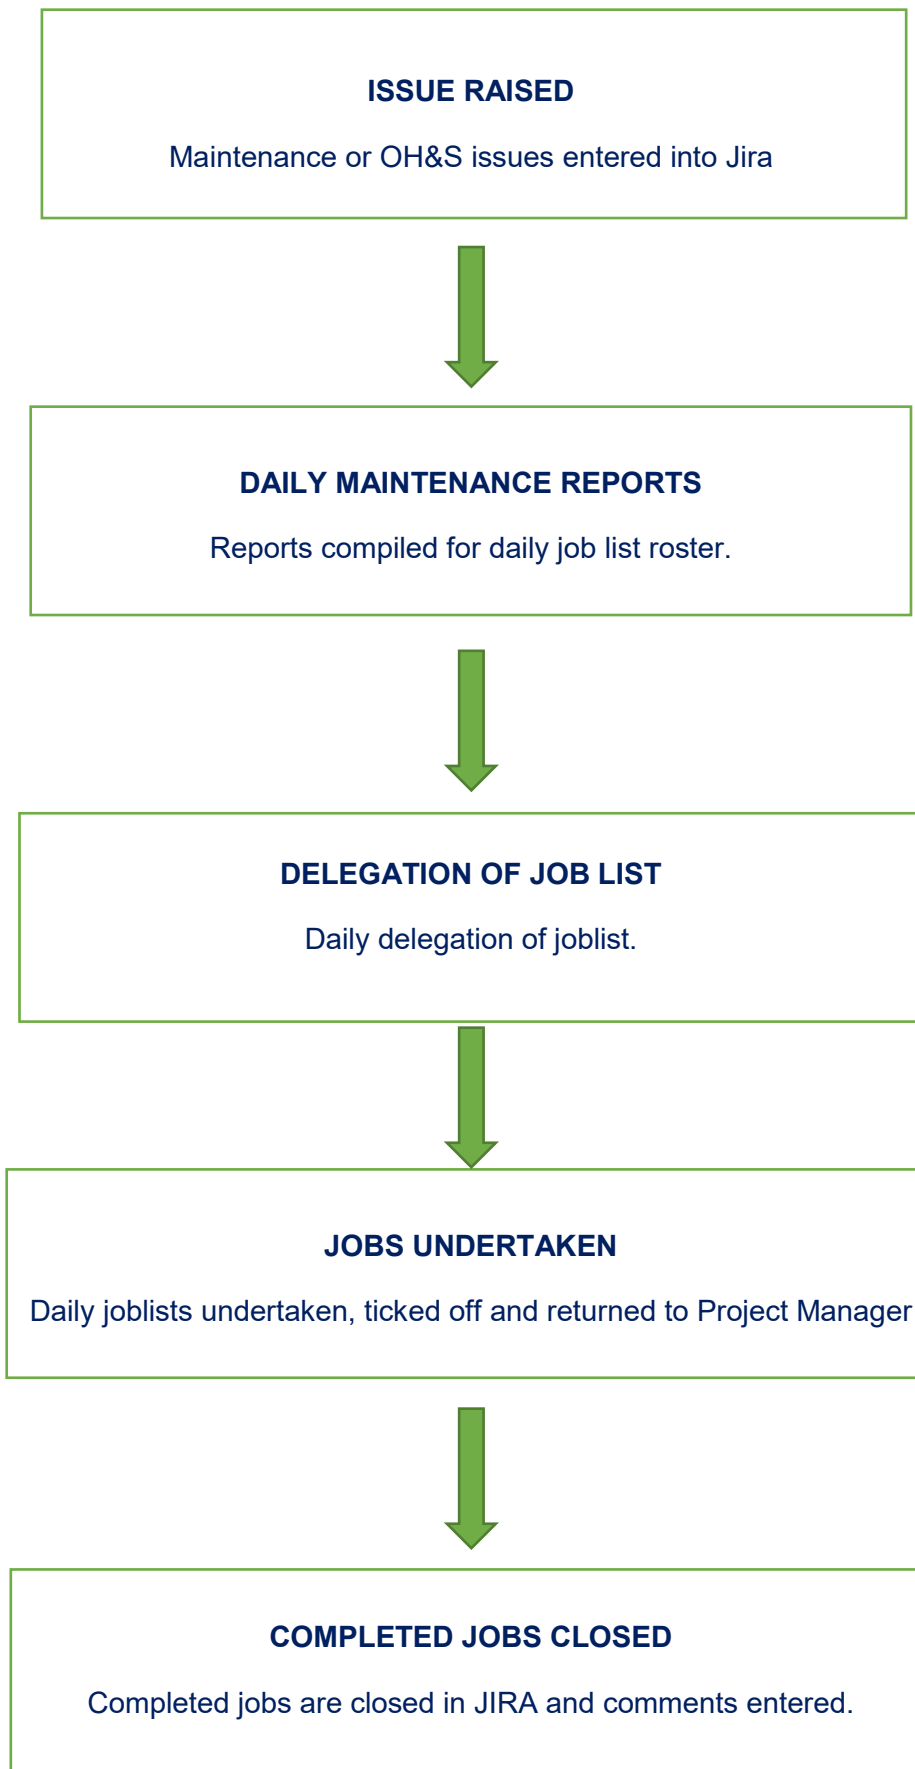 ISSUE RAISED
Maintenance or OH&S issues entered into Jira
DAILY MAINTENANCE REPORTS
Reports compiled for daily job list roster.
DELEGATION OF JOB LIST
Daily delegation of joblist.
JOBS UNDERTAKEN
Daily joblists undertaken, ticked off and returned to Project Manager
COMPLETED JOBS CLOSED
Completed jobs are closed in JIRA and comments entered.